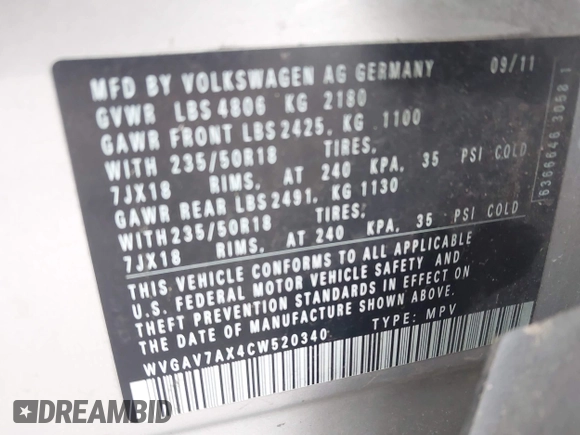 MFD BY VOLKSWAGEN AG GERMANY 09/11
GVWR LBS 4806 KG 2180
GAWR FRONT LBS 2425, KG 1100
WITH 235/50R18 TIRES,
7JX18 RIMS, AT 240 KPA, 35 PSI COLD
GAWR REAR LBS 2491, KG 1130
WITH 235/50R18 TIRES,
7JX18 RIMS, AT 240 KPA, 35 PSI COLD
THIS VEHICLE CONFORMS TO ALL APPLICABLE
U.S. FEDERAL MOTOR VEHICLE SAFETY AND
THEFT PREVENTION STANDARDS IN EFFECT ON
THE DATE OF MANUFACTURE SHOWN ABOVE.
WVGAV7AX4CW520340 TYPE: MPV
DREAMBID